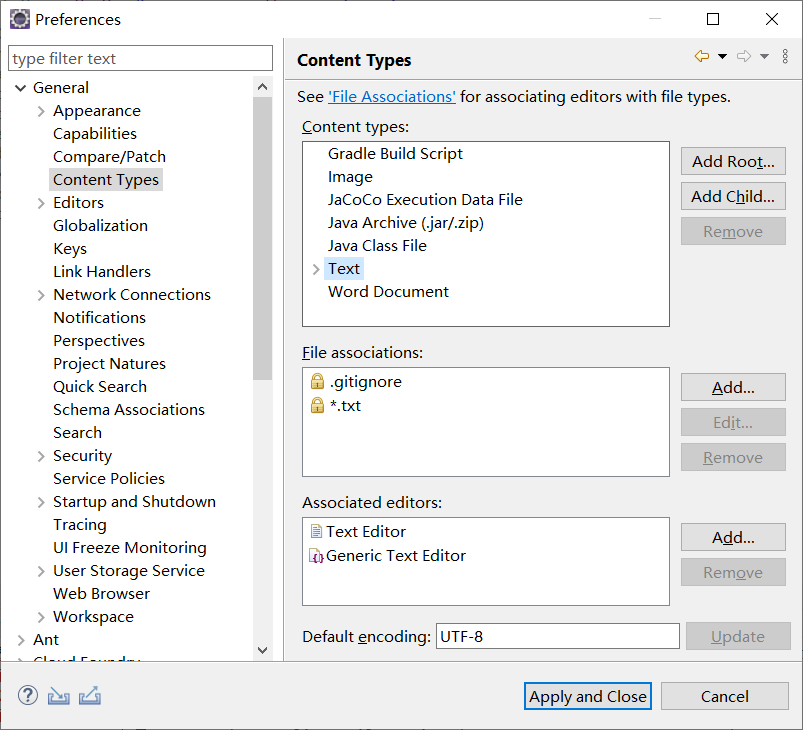 Preferences
type filter text
General
Appearance
Capabilities
Compare/Patch
Content Types
Editors
Globalization
Keys
Link Handlers
Network Connections
Notifications
Perspectives
Project Natures
Quick Search
Schema Associations
Search
Security
Service Policies
Startup and Shutdown
Tracing
UI Freeze Monitoring
User Storage Service
Web Browser
Workspace
Ant
Cloud Foundry
Content Types
See 'File Associations' for associating editors with file types.
Content types:
Gradle Build Script
Image
JaCoCo Execution Data File
Java Archive (.jar/.zip)
Java Class File
Text
Word Document
Add Root...
Add Child...
Remove
File associations:
.gitignore
*.txt
Add...
Edit...
Remove
Associated editors:
Text Editor
Generic Text Editor
Add...
Remove
Default encoding: UTF-8
Update
Apply and Close
Cancel